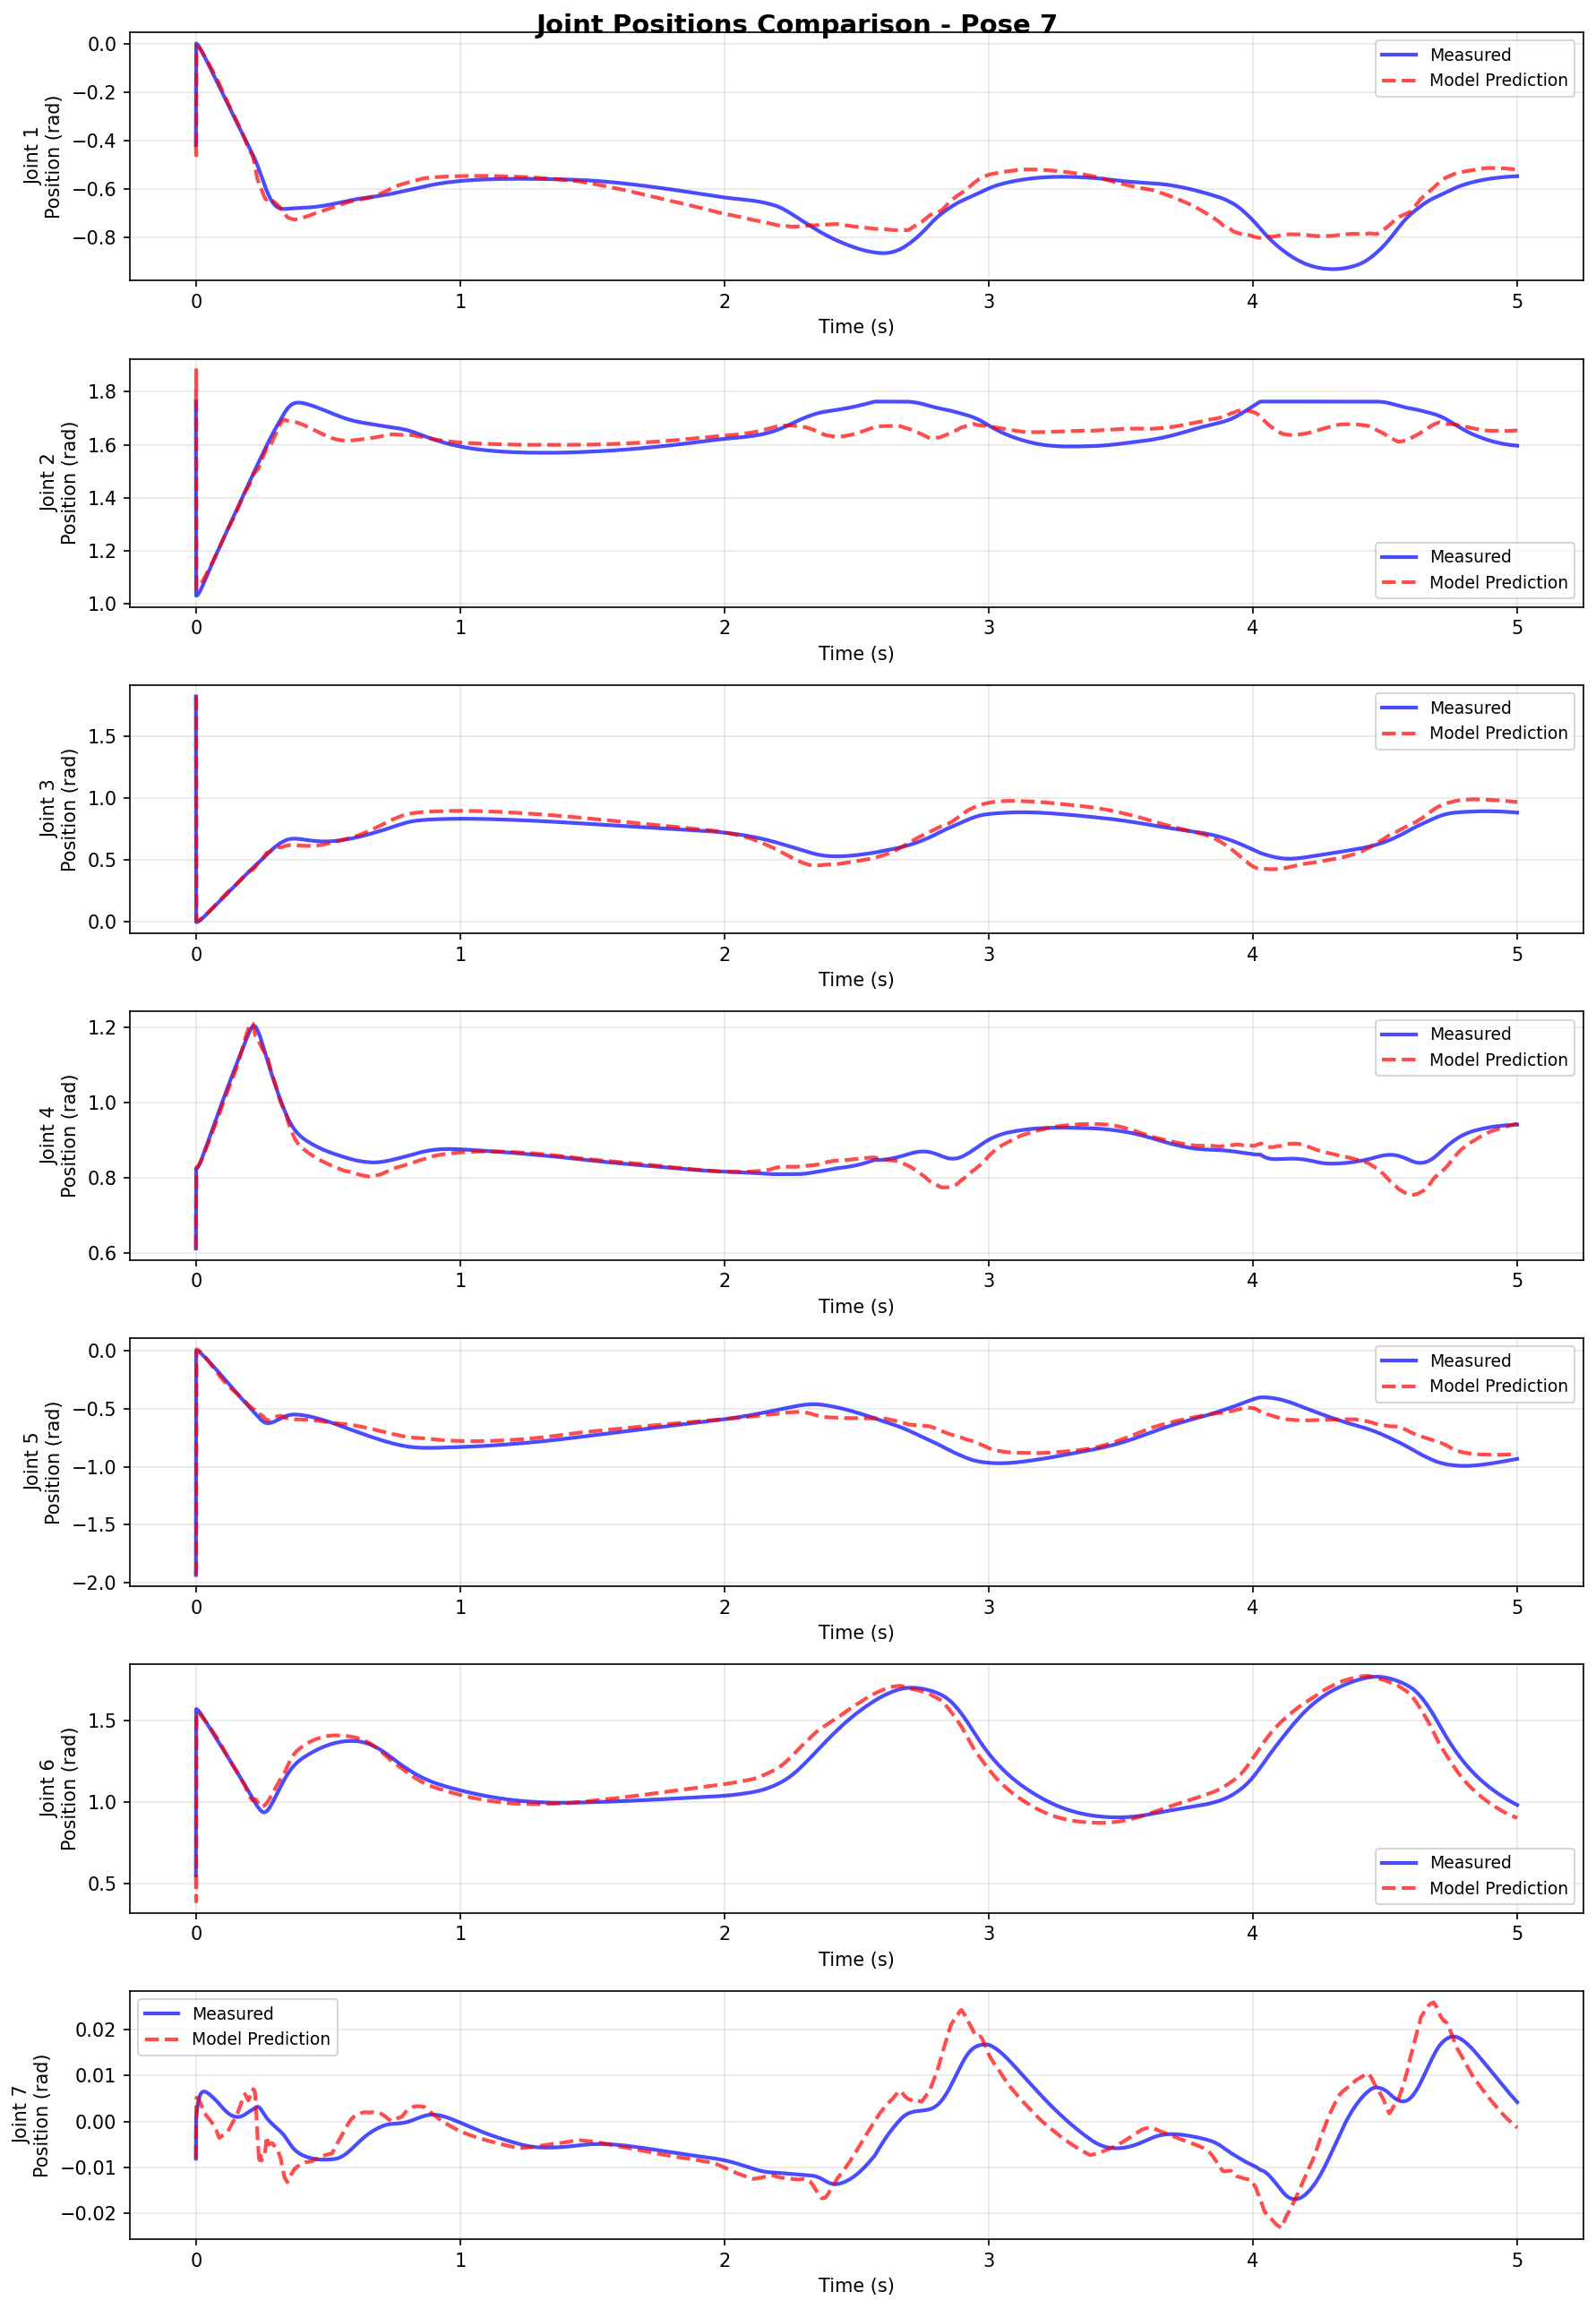 Joint Positions Comparison - Pose 7
Joint 1
Position (rad)
0.0
−0.2
−0.4
−0.6
−0.8
Measured
Model Prediction
0 1 2 3 4 5
Time (s)
Joint 2
Position (rad)
1.8
1.6
1.4
1.2
1.0
Measured
Model Prediction
0 1 2 3 4 5
Time (s)
Joint 3
Position (rad)
1.5
1.0
0.5
0.0
Measured
Model Prediction
0 1 2 3 4 5
Time (s)
Joint 4
Position (rad)
1.2
1.0
0.8
0.6
Measured
Model Prediction
0 1 2 3 4 5
Time (s)
Joint 5
Position (rad)
0.0
−0.5
−1.0
−1.5
−2.0
Measured
Model Prediction
0 1 2 3 4 5
Time (s)
Joint 6
Position (rad)
1.5
1.0
0.5
Measured
Model Prediction
0 1 2 3 4 5
Time (s)
Joint 7
Position (rad)
0.02
0.01
0.00
−0.01
−0.02
Measured
Model Prediction
0 1 2 3 4 5
Time (s)